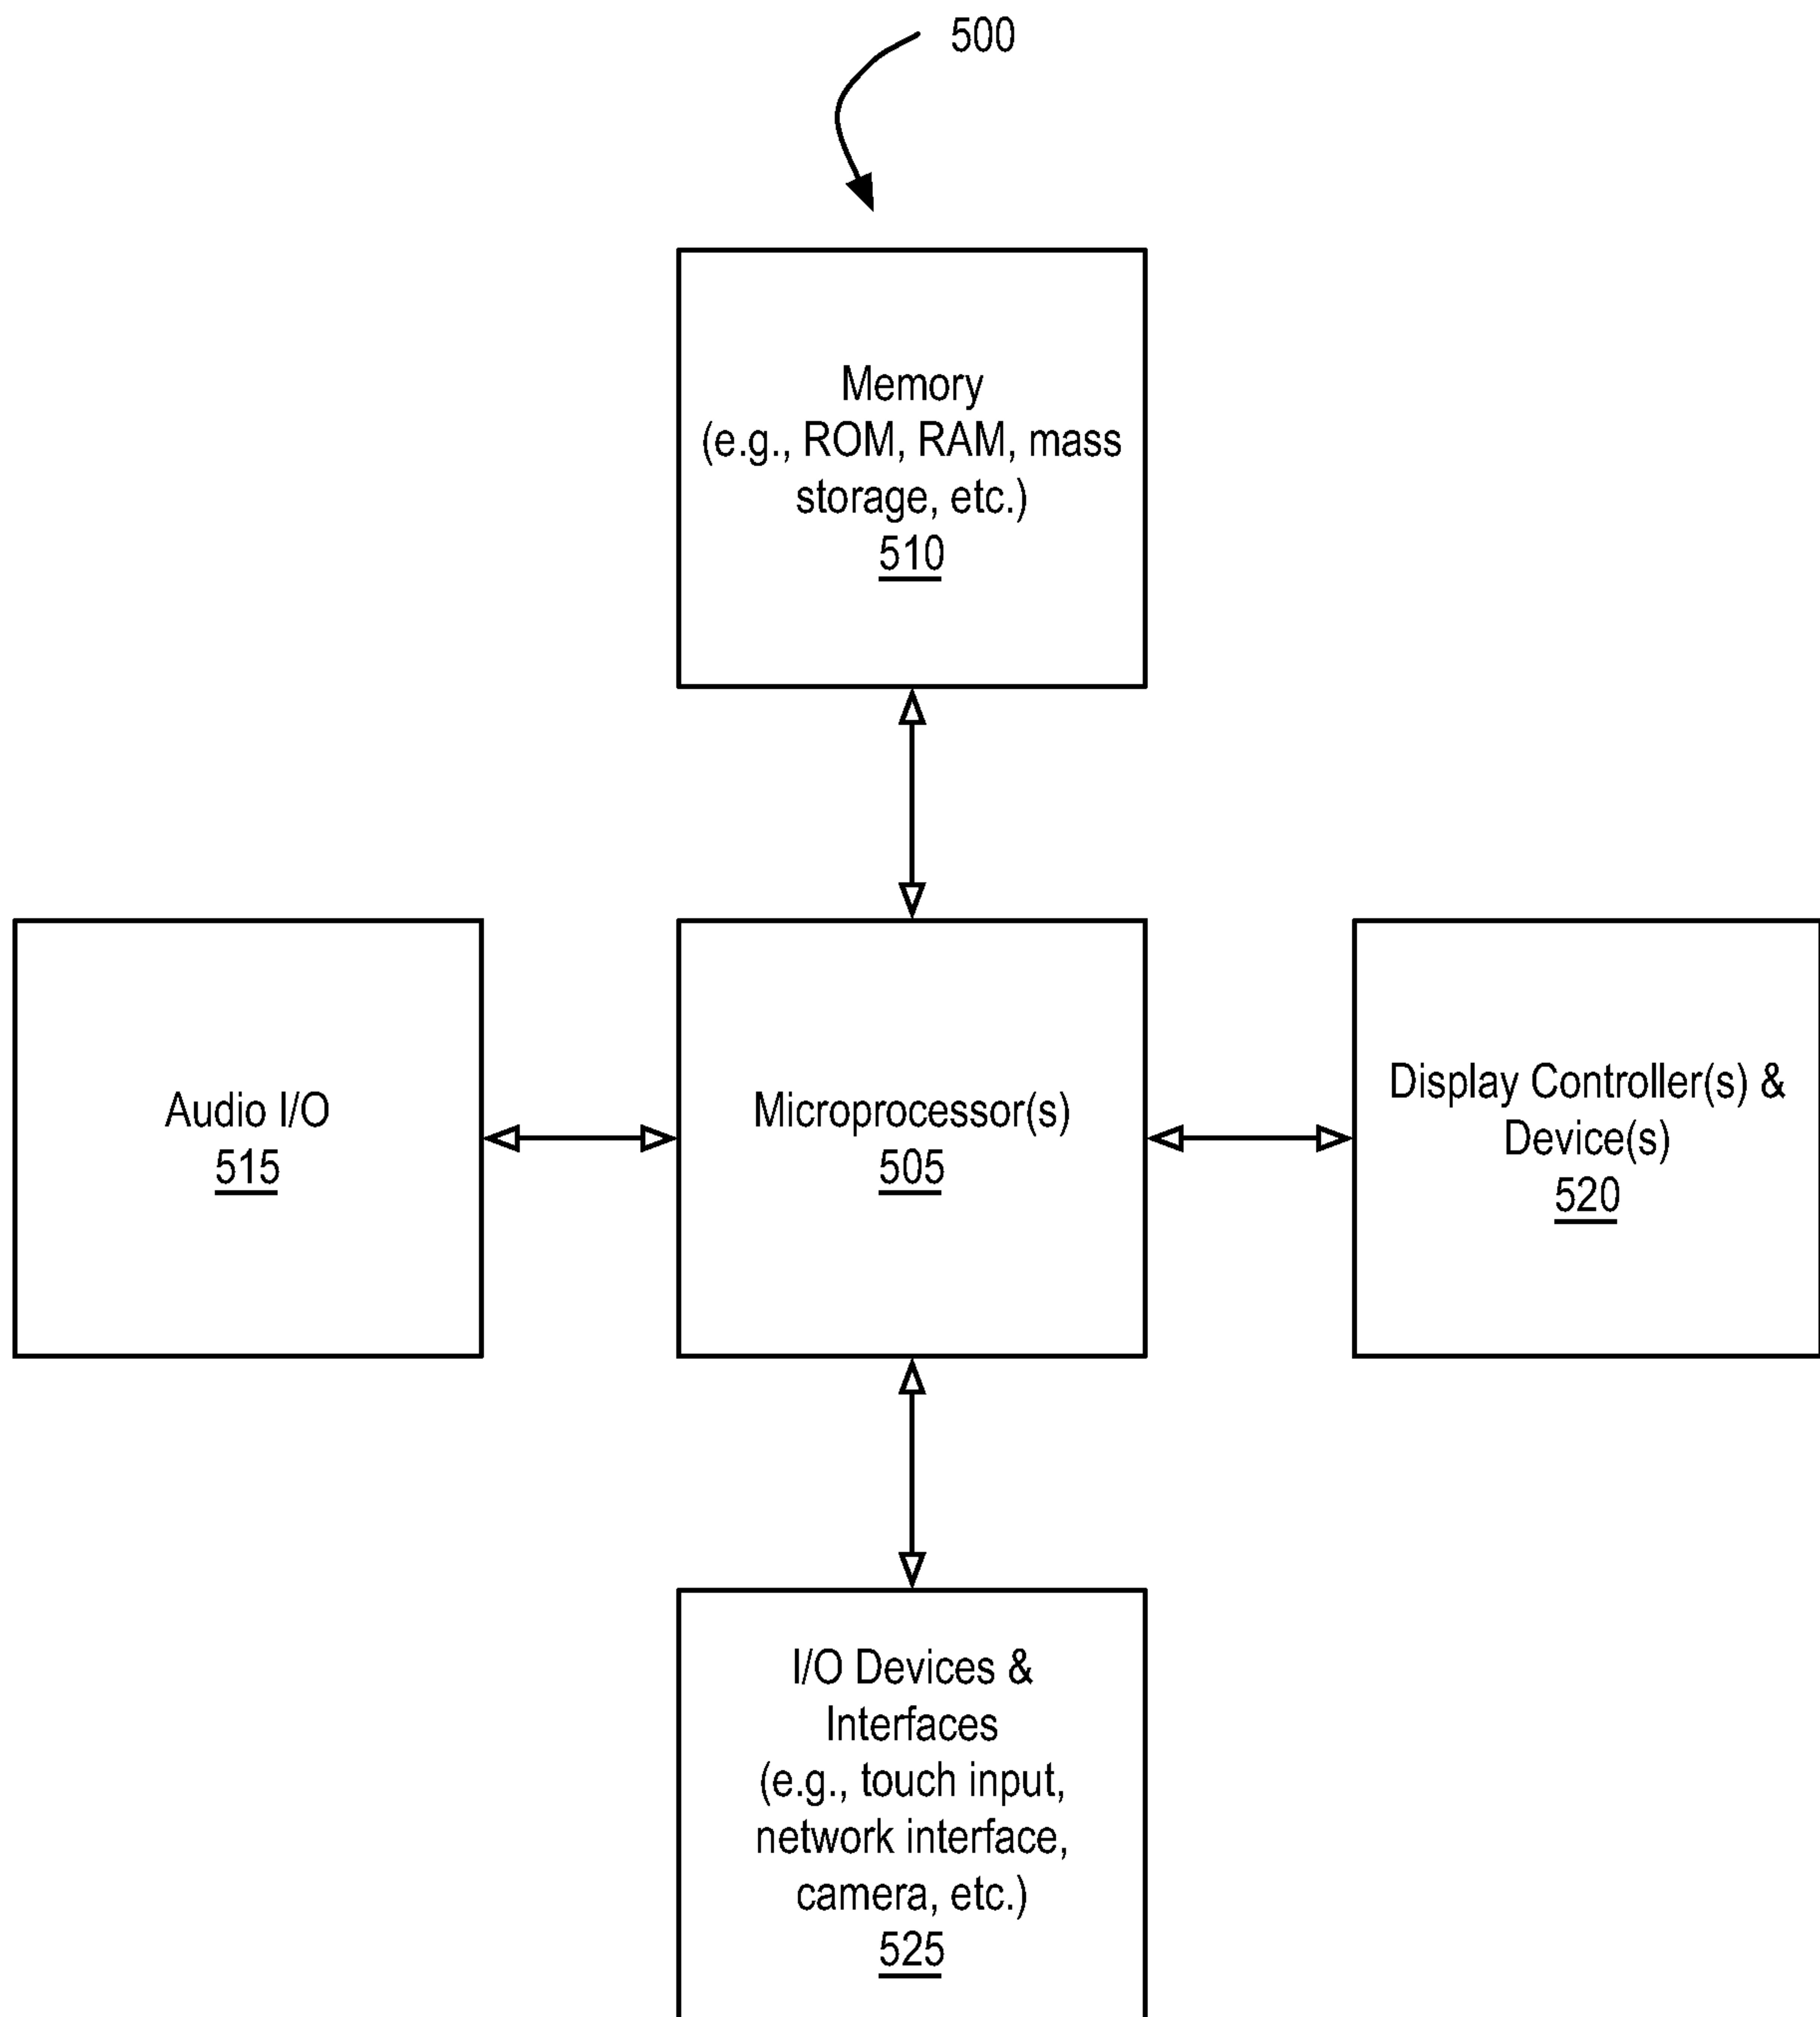 500
Memory
(e.g., ROM, RAM, mass
storage, etc.)
510
Audio I/O
515
Microprocessor(s)
505
Display Controller(s) &
Device(s)
520
I/O Devices &
Interfaces
(e.g., touch input,
network interface,
camera, etc.)
525